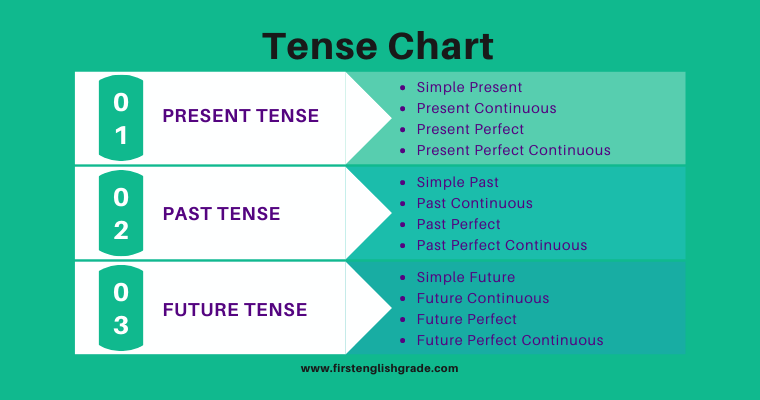 Tense Chart
01
PRESENT TENSE
• Simple Present
• Present Continuous
• Present Perfect
• Present Perfect Continuous
02
PAST TENSE
• Simple Past
• Past Continuous
• Past Perfect
• Past Perfect Continuous
03
FUTURE TENSE
• Simple Future
• Future Continuous
• Future Perfect
• Future Perfect Continuous
www.firstenglishgrade.com